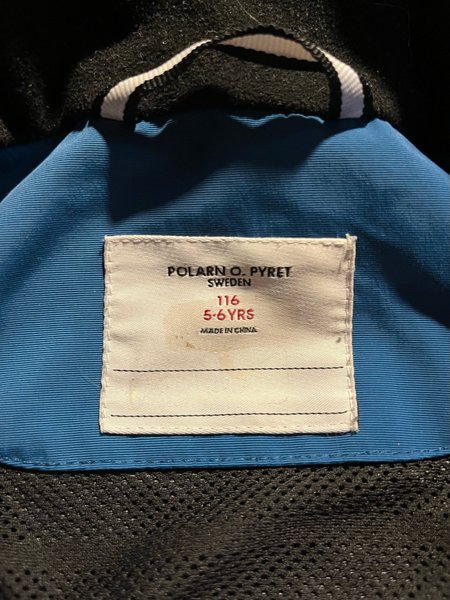 POLARN O. PYRET
SWEDEN
116
5-6YRS
MADE IN CHINA